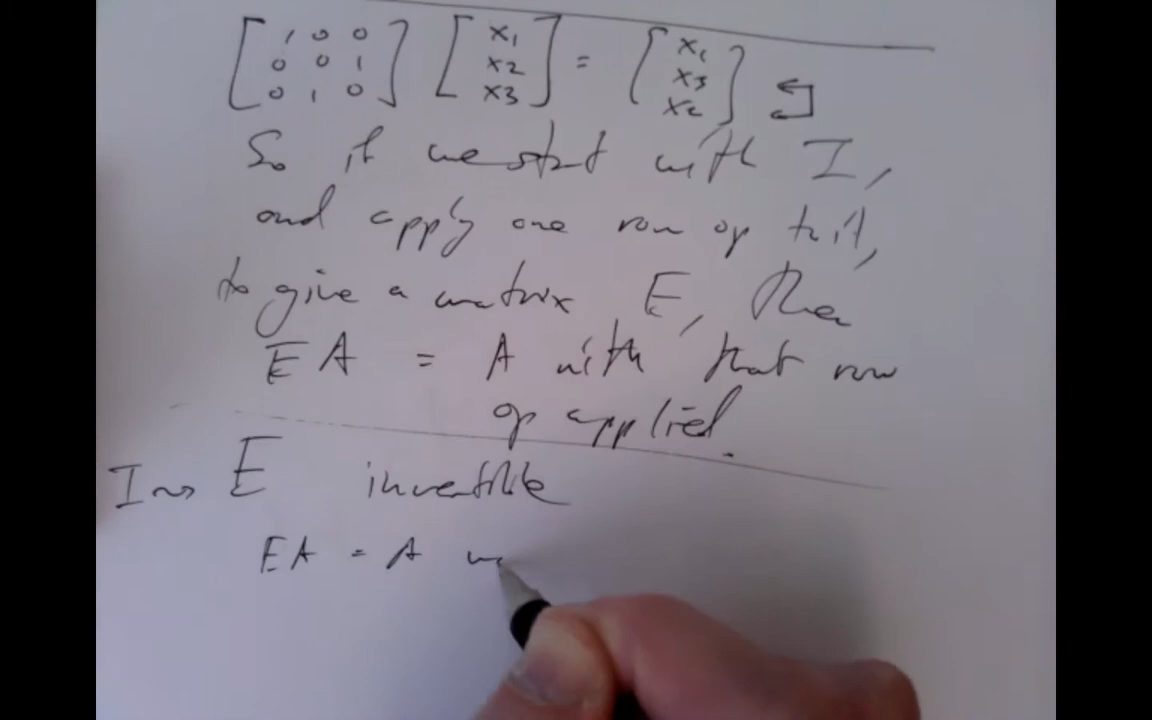 [1 0 0; 0 0 1; 0 1 0] [x1; x2; x3] = [x1; x3; x2]
So if we start with I,
and apply one row op to it,
to give a matrix E, then
EA = A with that row
op applied.
I ⇝ E invertible
EA = A w